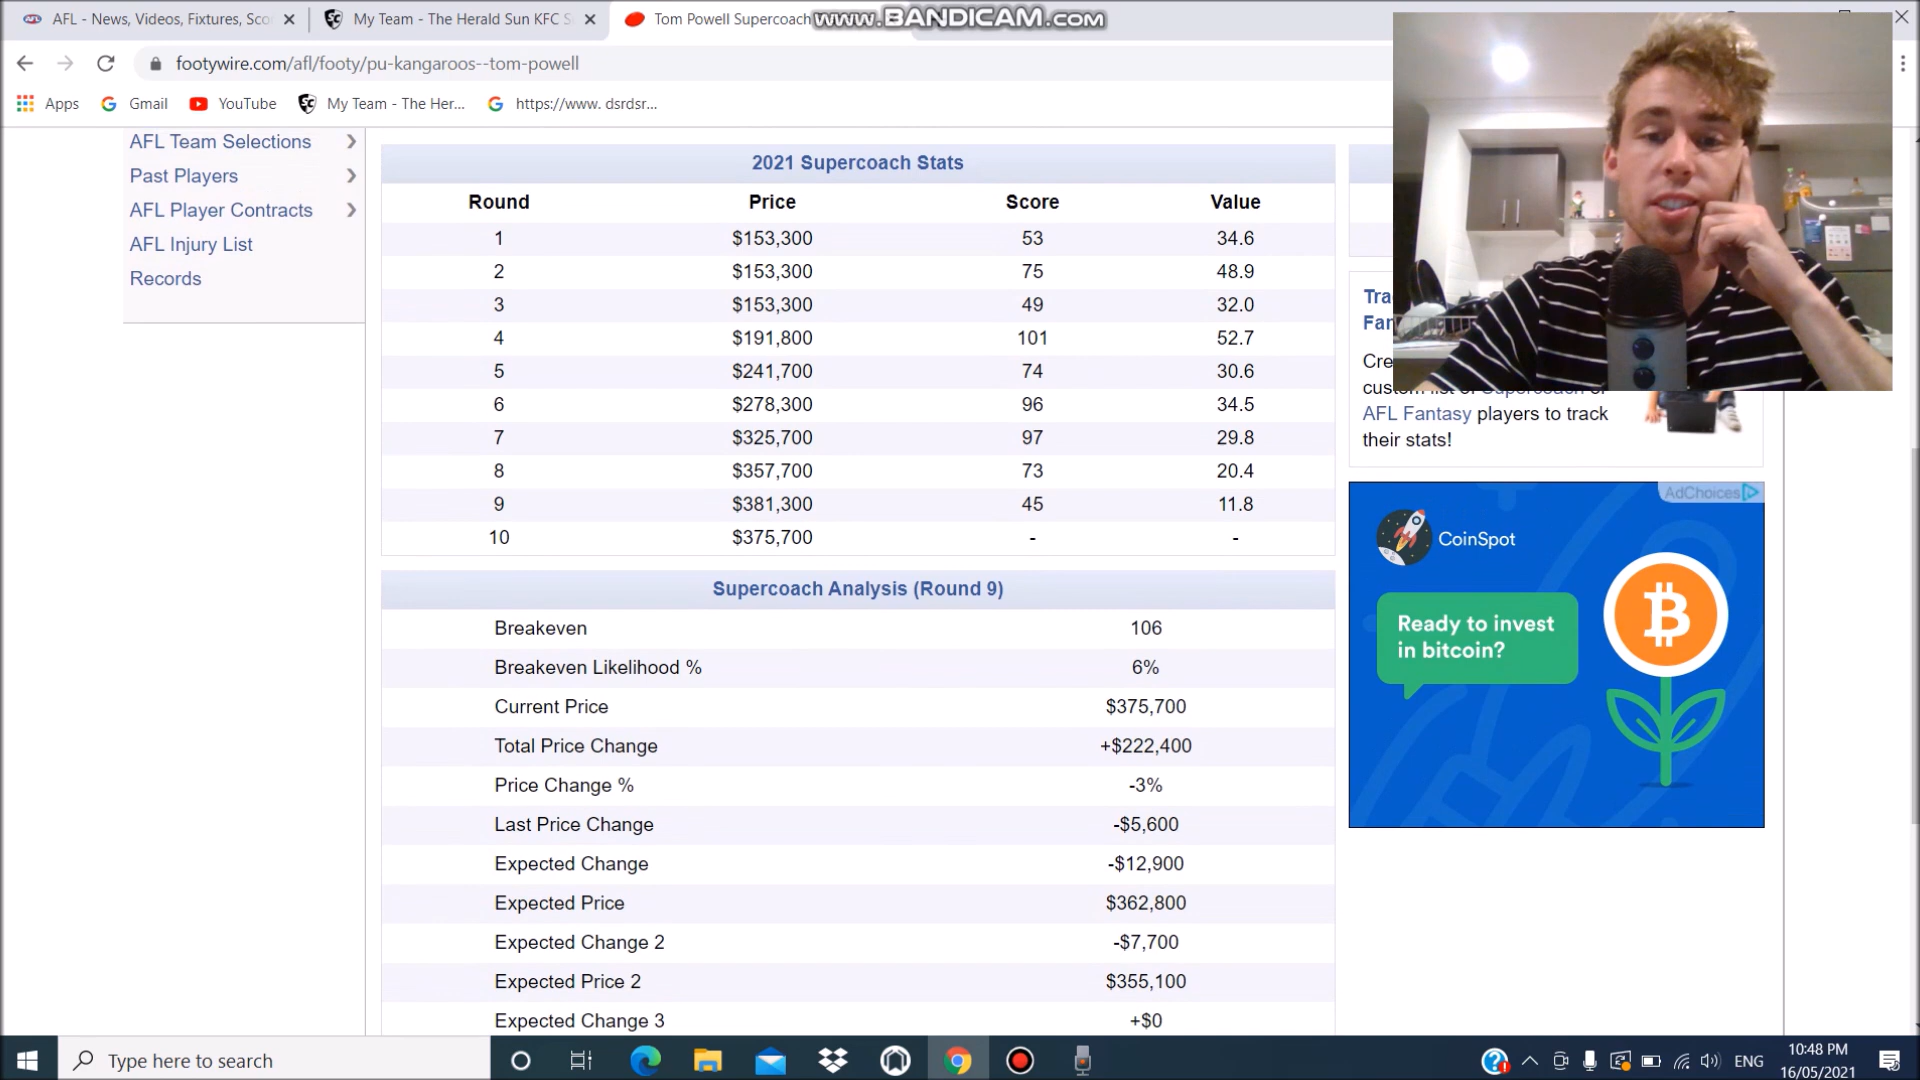 AFL - News, Videos, Fixtures, Sco
My Team - The Herald Sun KFC S
Tom Powell Supercoach
www.BANDICAM.com
footywire.com/afl/footy/pu-kangaroos--tom-powell
Apps
Gmail
YouTube
My Team - The Her...
https://www. dsrdsr...
AFL Team Selections
Past Players
AFL Player Contracts
AFL Injury List
Records
2021 Supercoach Stats
Round Price Score Value
1 $153,300 53 34.6
2 $153,300 75 48.9
3 $153,300 49 32.0
4 $191,800 101 52.7
5 $241,700 74 30.6
6 $278,300 96 34.5
7 $325,700 97 29.8
8 $357,700 73 20.4
9 $381,300 45 11.8
10 $375,700 - -
Supercoach Analysis (Round 9)
Breakeven 106
Breakeven Likelihood % 6%
Current Price $375,700
Total Price Change +$222,400
Price Change % -3%
Last Price Change -$5,600
Expected Change -$12,900
Expected Price $362,800
Expected Change 2 -$7,700
Expected Price 2 $355,100
Expected Change 3 +$0
Tra
Fan
Cre
AFL Fantasy players to track
their stats!
AdChoices
CoinSpot
Ready to invest
in bitcoin?
Type here to search
ENG
10:48 PM
16/05/2021